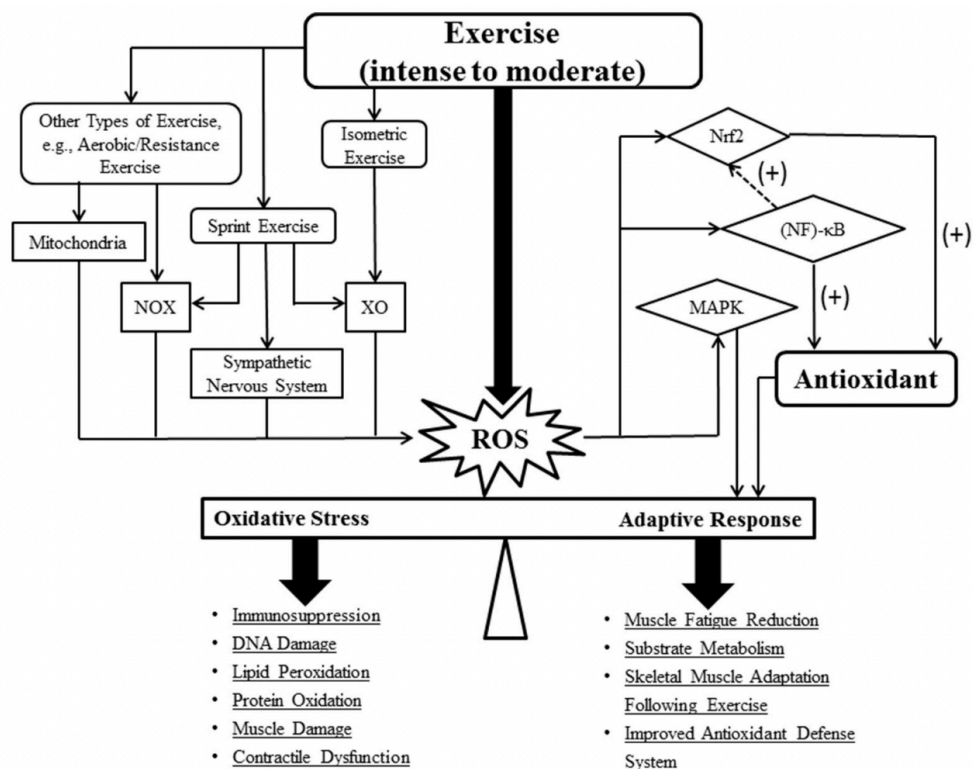 Exercise
(intense to moderate)
Other Types of Exercise,
e.g., Aerobic/Resistance
Exercise
Isometric
Exercise
Nrf2
(+)
Mitochondria
Sprint Exercise
(NF)-κB
(+)
NOX
XO
MAPK
(+)
Sympathetic
Nervous System
Antioxidant
ROS
Oxidative Stress
Adaptive Response
• Immunosuppression
• DNA Damage
• Lipid Peroxidation
• Protein Oxidation
• Muscle Damage
• Contractile Dysfunction
• Muscle Fatigue Reduction
• Substrate Metabolism
• Skeletal Muscle Adaptation
Following Exercise
• Improved Antioxidant Defense
System